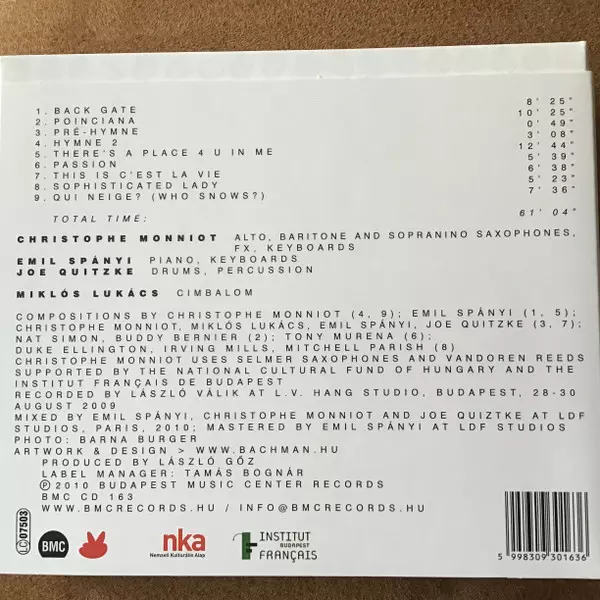 1. BACK GATE 8' 25"
2. POINCIANA 10' 25"
3. PRÉ-HYMNE 0' 49"
4. HYMNE 2 3' 08"
5. THERE'S A PLACE 4 U IN ME 12' 44"
6. PASSION 5' 39"
7. THIS IS C'EST LA VIE 6' 38"
8. SOPHISTICATED LADY 5' 23"
9. QUI NEIGE? (WHO SNOWS?) 7' 36"
TOTAL TIME: 61' 04"
CHRISTOPHE MONNIOT ALTO, BARITONE AND SOPRANINO SAXOPHONES,
FX, KEYBOARDS
EMIL SPÁNYI PIANO, KEYBOARDS
JOE QUITZKE DRUMS, PERCUSSION
MIKLÓS LUKÁCS CIMBALOM
COMPOSITIONS BY CHRISTOPHE MONNIOT (4, 9); EMIL SPÁNYI (1, 5);
CHRISTOPHE MONNIOT, MIKLÓS LUKÁCS, EMIL SPÁNYI, JOE QUITZKE (3, 7);
NAT SIMON, BUDDY BERNIER (2); TONY MURENA (6);
DUKE ELLINGTON, IRVING MILLS, MITCHELL PARISH (8)
CHRISTOPHE MONNIOT USES SELMER SAXOPHONES AND VANDOREN REEDS
SUPPORTED BY THE NATIONAL CULTURAL FUND OF HUNGARY AND THE
INSTITUT FRANÇAIS DE BUDAPEST
RECORDED BY LÁSZLÓ VÁLIK AT L.V. HANG STUDIO, BUDAPEST, 28-30
AUGUST 2009
MIXED BY EMIL SPÁNYI, CHRISTOPHE MONNIOT AND JOE QUIZTKE AT LDF
STUDIOS, PARIS, 2010; MASTERED BY EMIL SPÁNYI AT LDF STUDIOS
PHOTO: BARNA BURGER
ARTWORK & DESIGN > WWW.BACHMAN.HU
PRODUCED BY LÁSZLÓ GŐZ
LABEL MANAGER: TAMÁS BOGNÁR
℗ 2010 BUDAPEST MUSIC CENTER RECORDS
BMC CD 163
WWW.BMCRECORDS.HU / INFO@BMCRECORDS.HU
LC 07503
BMC
nka
Nemzeti Kulturális Alap
INSTITUT
BUDAPEST
FRANÇAIS
5 998309 301636